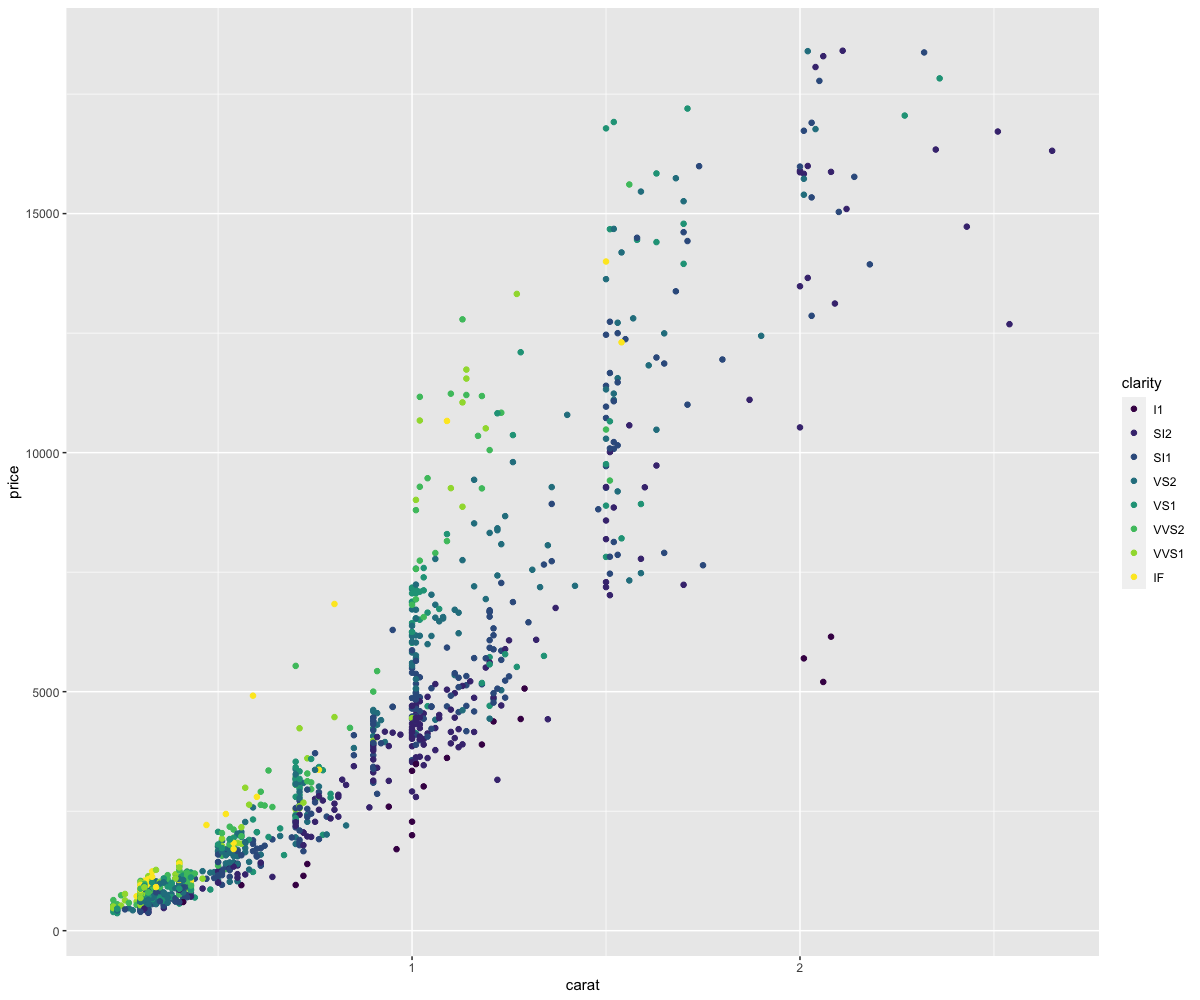 price
15000
10000
5000
0
1
2
carat
clarity
I1
SI2
SI1
VS2
VS1
VVS2
VVS1
IF